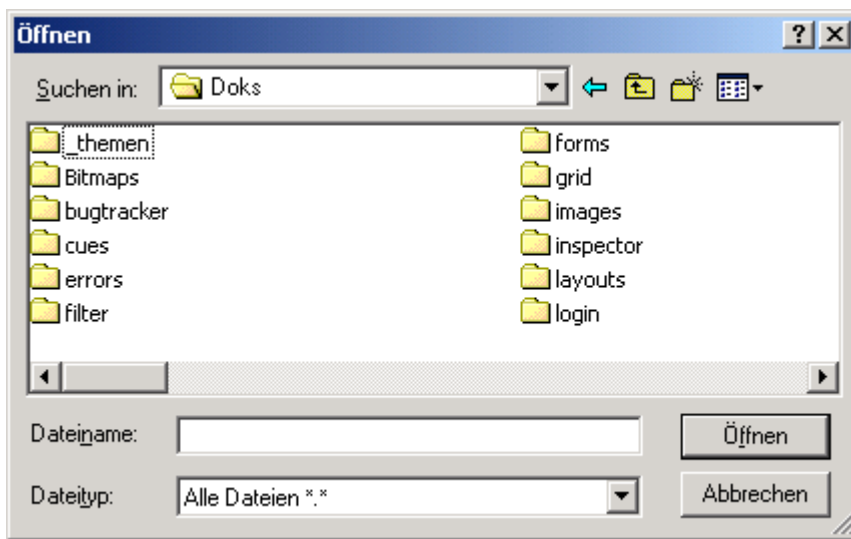 Öffnen
Suchen in: Doks
_themen
Bitmaps
bugtracker
cues
errors
filter
forms
grid
images
inspector
layouts
login
Dateiname:
Öffnen
Dateityp: Alle Dateien *.*
Abbrechen